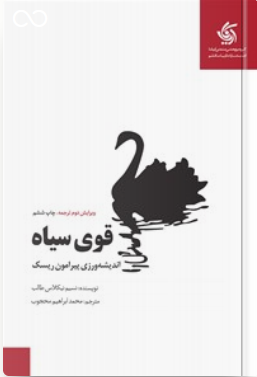 ویرایش دوم ترجمه، چاپ ششم
قوی سیاه
اندیشه‌ورزی پیرامون ریسک
نویسنده: نسیم نیکلاس طالب
مترجم: محمد ابراهیم محجوب